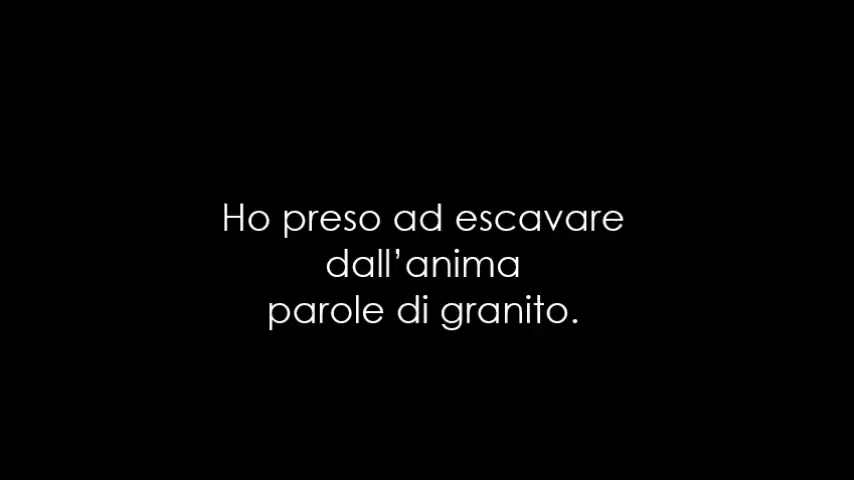 Ho preso ad escavare
dall’anima
parole di granito.